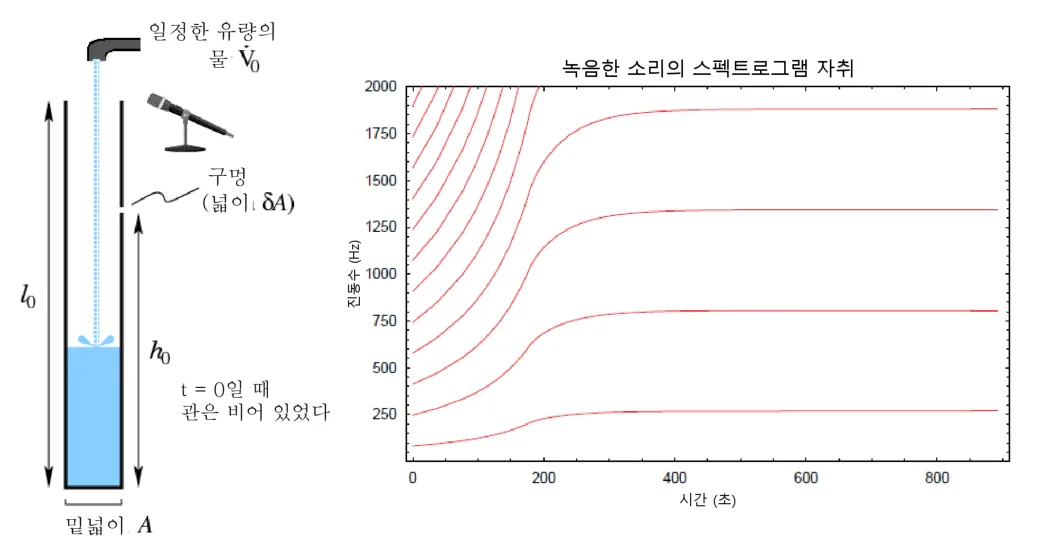 일정한 유량의
물 V̇₀
구멍
(넓이 δA)
l₀
h₀
t = 0일 때
관은 비어 있었다
밑넓이 A
녹음한 소리의 스펙트로그램 자취
진동수 (Hz)
2000
1750
1500
1250
1000
750
500
250
0
200
400
600
800
시간 (초)